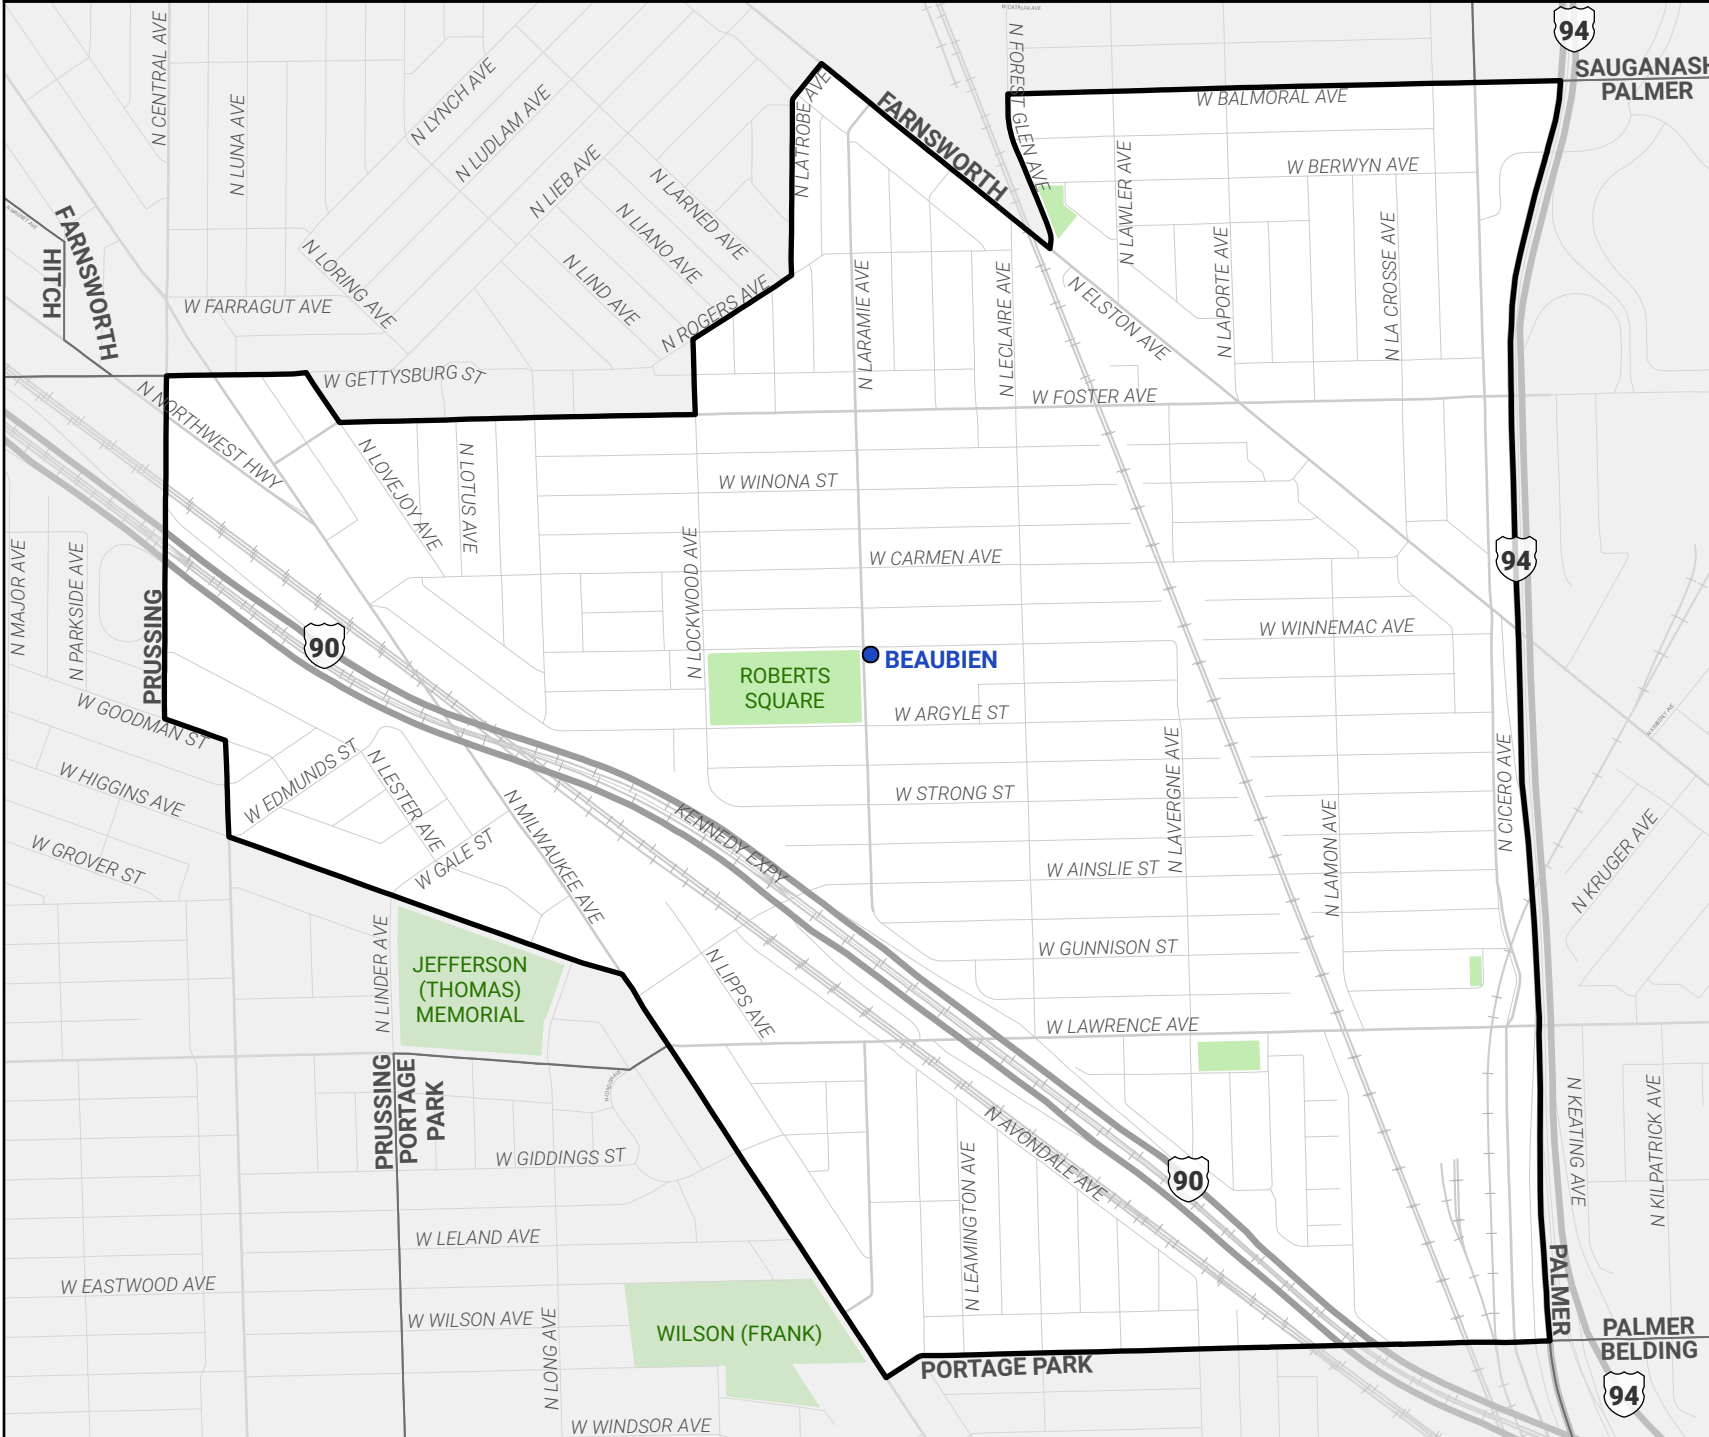 W CATALPA AVE
94
SAUGANASH
PALMER
N CENTRAL AVE
N LUNA AVE
N LYNCH AVE
N LUDLAM AVE
N LIEB AVE
N LARNED AVE
N LIANO AVE
N LIND AVE
N LORING AVE
N LATROBE AVE
FARNSWORTH
N FOREST GLEN AVE
W BALMORAL AVE
W BERWYN AVE
N LAWLER AVE
N LAPORTE AVE
N LA CROSSE AVE
N MAGNET AVE
FARNSWORTH
HITCH
W FARRAGUT AVE
N ROGERS AVE
N LARAMIE AVE
N LECLAIRE AVE
N ELSTON AVE
W GETTYSBURG ST
W FOSTER AVE
N NORTHWEST HWY
N LOVEJOY AVE
N LOTUS AVE
W WINONA ST
N LOCKWOOD AVE
W CARMEN AVE
94
N MAJOR AVE
N PARKSIDE AVE
PRUSSING
90
W WINNEMAC AVE
BEAUBIEN
ROBERTS
SQUARE
W ARGYLE ST
W GOODMAN ST
W HIGGINS AVE
W GROVER ST
W EDMUNDS ST
N LESTER AVE
W GALE ST
N MILWAUKEE AVE
KENNEDY EXPY
W STRONG ST
N LAVERGNE AVE
N CICERO AVE
N KIMBERLY AVE
N KRUGER AVE
W AINSLIE ST
N LAMON AVE
W GUNNISON ST
N LINDER AVE
JEFFERSON
(THOMAS)
MEMORIAL
N LIPPS AVE
W LAWRENCE AVE
PRUSSING
PORTAGE
PARK
W GIDDINGS ST
N AVONDALE AVE
N LEAMINGTON AVE
90
N KEATING AVE
N KILPATRICK AVE
W LELAND AVE
W EASTWOOD AVE
W WILSON AVE
N LONG AVE
WILSON (FRANK)
PALMER
PALMER
BELDING
PORTAGE PARK
94
W WINDSOR AVE